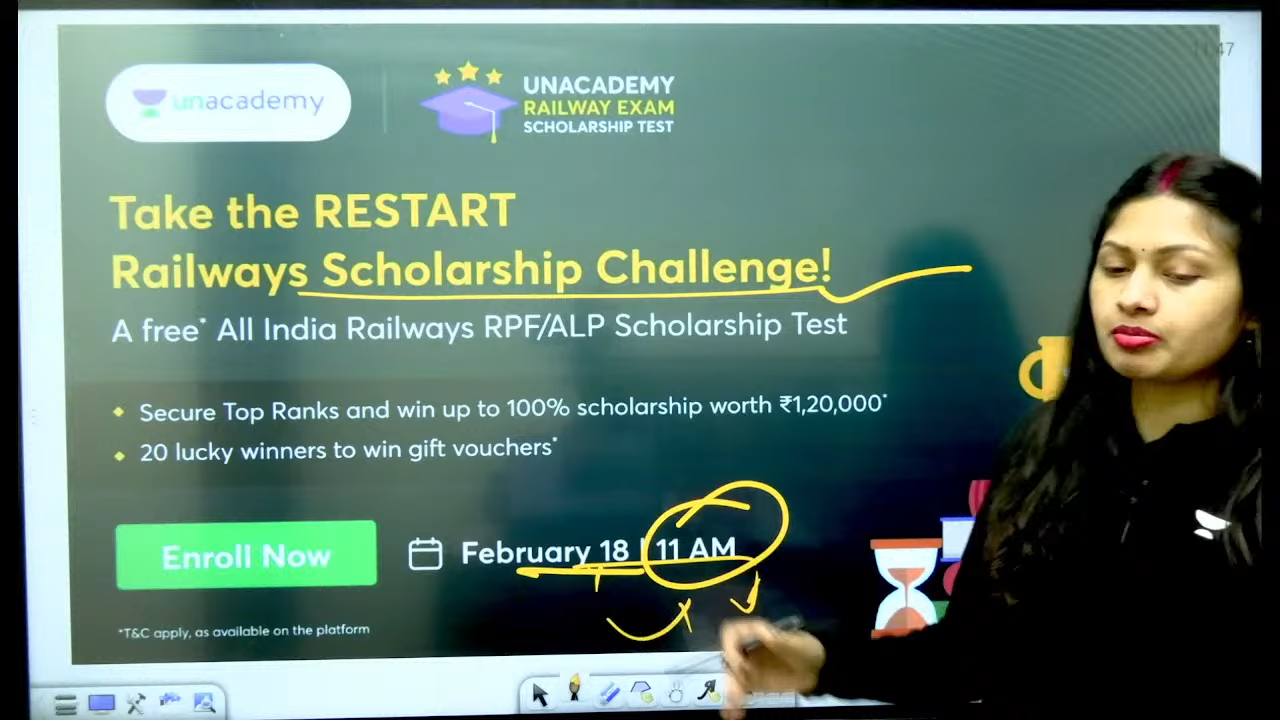 unacademy
UNACADEMY
RAILWAY EXAM
SCHOLARSHIP TEST
Take the RESTART
Railways Scholarship Challenge!
A free* All India Railways RPF/ALP Scholarship Test
Secure Top Ranks and win up to 100% scholarship worth ₹1,20,000*
20 lucky winners to win gift vouchers*
Enroll Now
February 18 | 11 AM
*T&C apply, as available on the platform